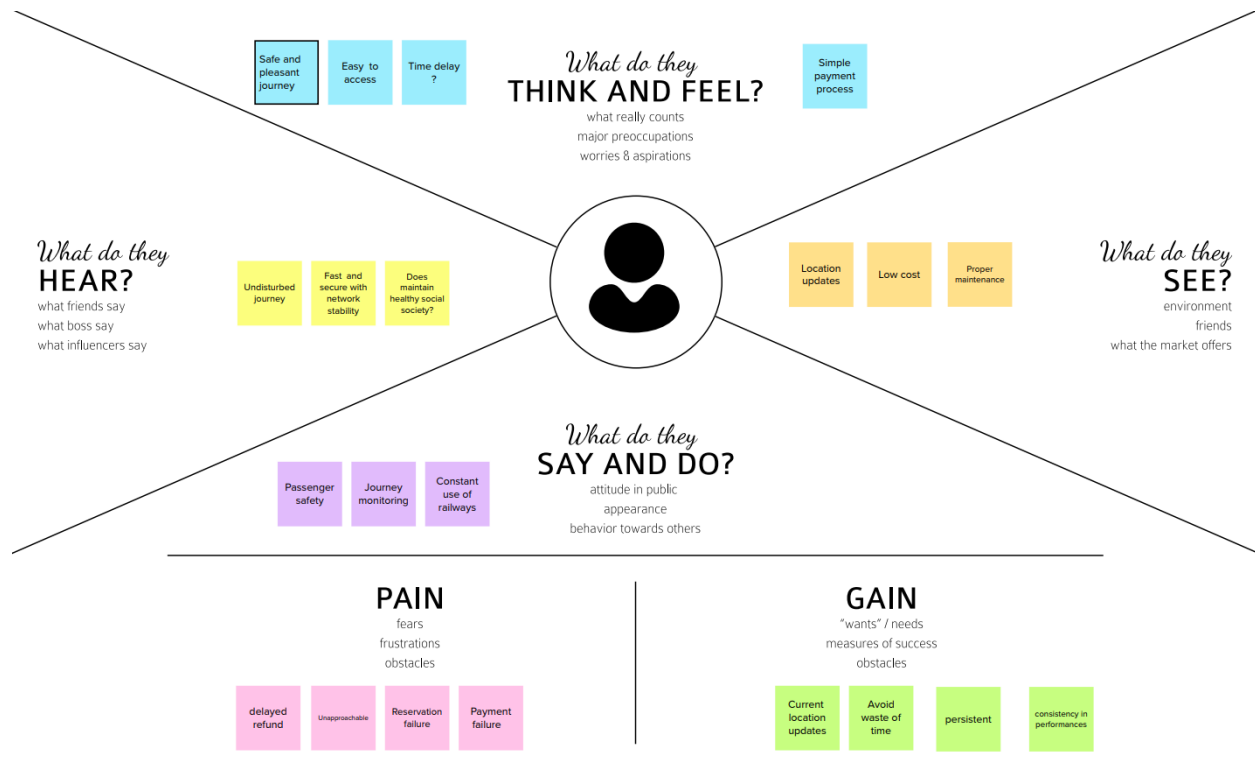 Safe and
pleasant
journey
Easy to
access
Time delay
?
What do they
THINK AND FEEL?
what really counts
major preoccupations
worries & aspirations
Simple
payment
process
What do they
HEAR?
what friends say
what boss say
what influencers say
Undisturbed
journey
Fast and
secure with
network
stability
Does
maintain
healthy social
society?
Location
updates
Low cost
Proper
maintenance
What do they
SEE?
environment
friends
what the market offers
What do they
SAY AND DO?
attitude in public
appearance
behavior towards others
Passenger
safety
Journey
monitoring
Constant
use of
railways
PAIN
fears
frustrations
obstacles
delayed
refund
Unapproachable
Reservation
failure
Payment
failure
GAIN
"wants" / needs
measures of success
obstacles
Current
location
updates
Avoid
waste of
time
persistent
consistency in
performances